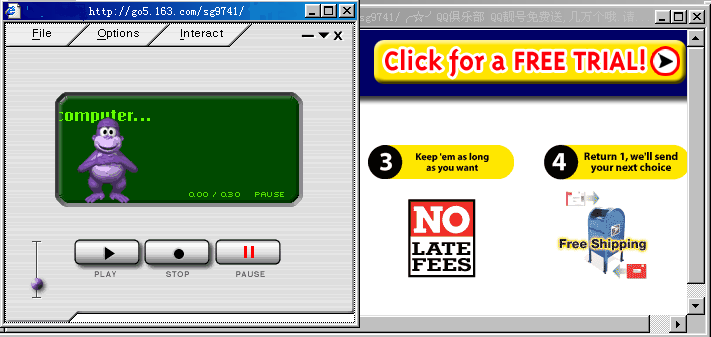 http://go5.163.com/sg9741/
File Options Interact
computer...
0.00 / 0.30 PAUSE
PLAY STOP PAUSE
sg9741/╭☆╯QQ俱乐部 QQ靓号免费送,几万个哦 请
Click for a FREE TRIAL!
3
Keep 'em as long
as you want
NO
LATE
FEES
4
Return 1, we'll send
your next choice
Free Shipping